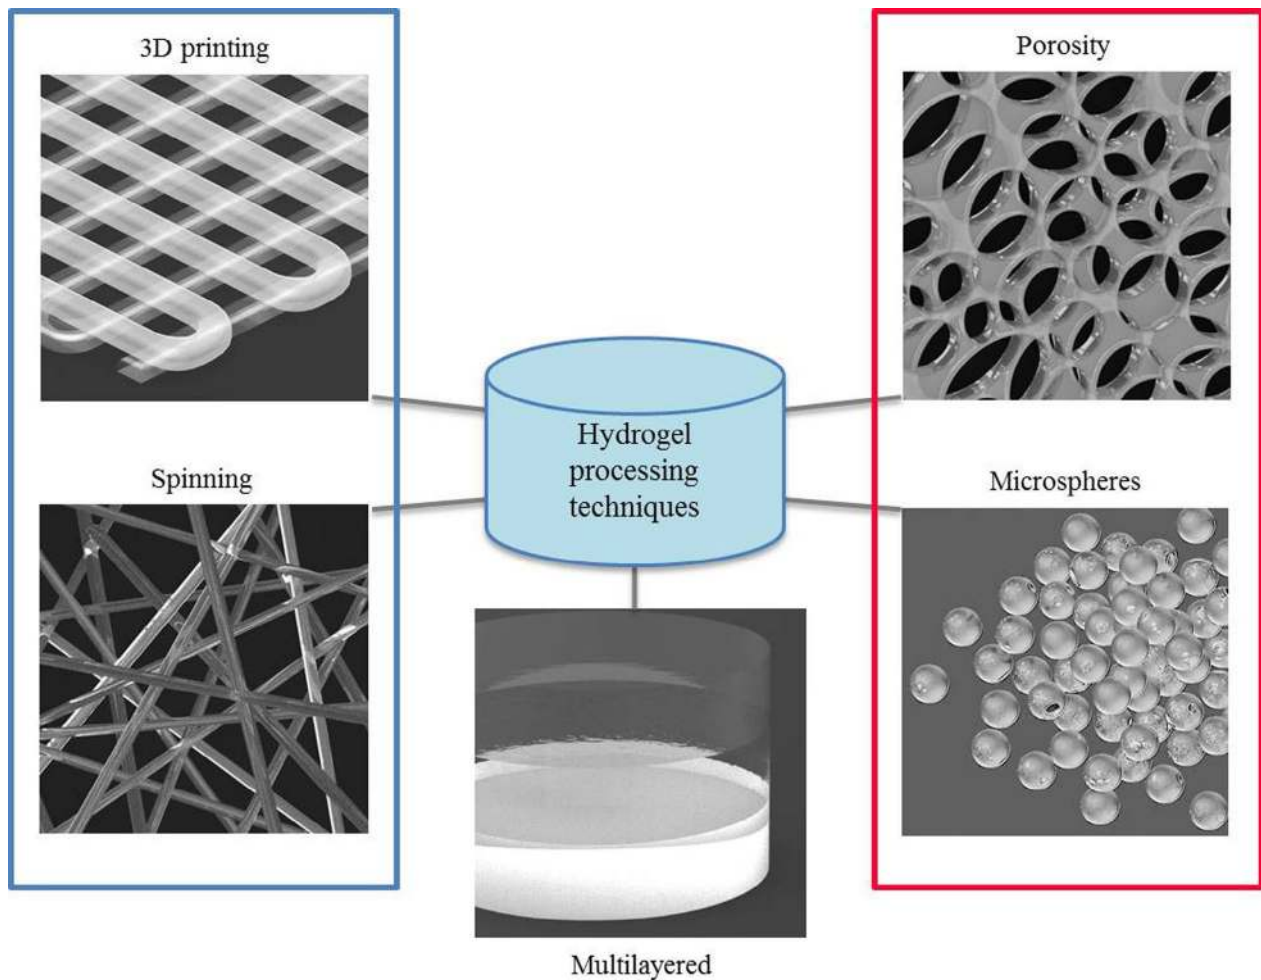 3D printing
Porosity
Hydrogel
processing
techniques
Spinning
Microspheres
Multilayered